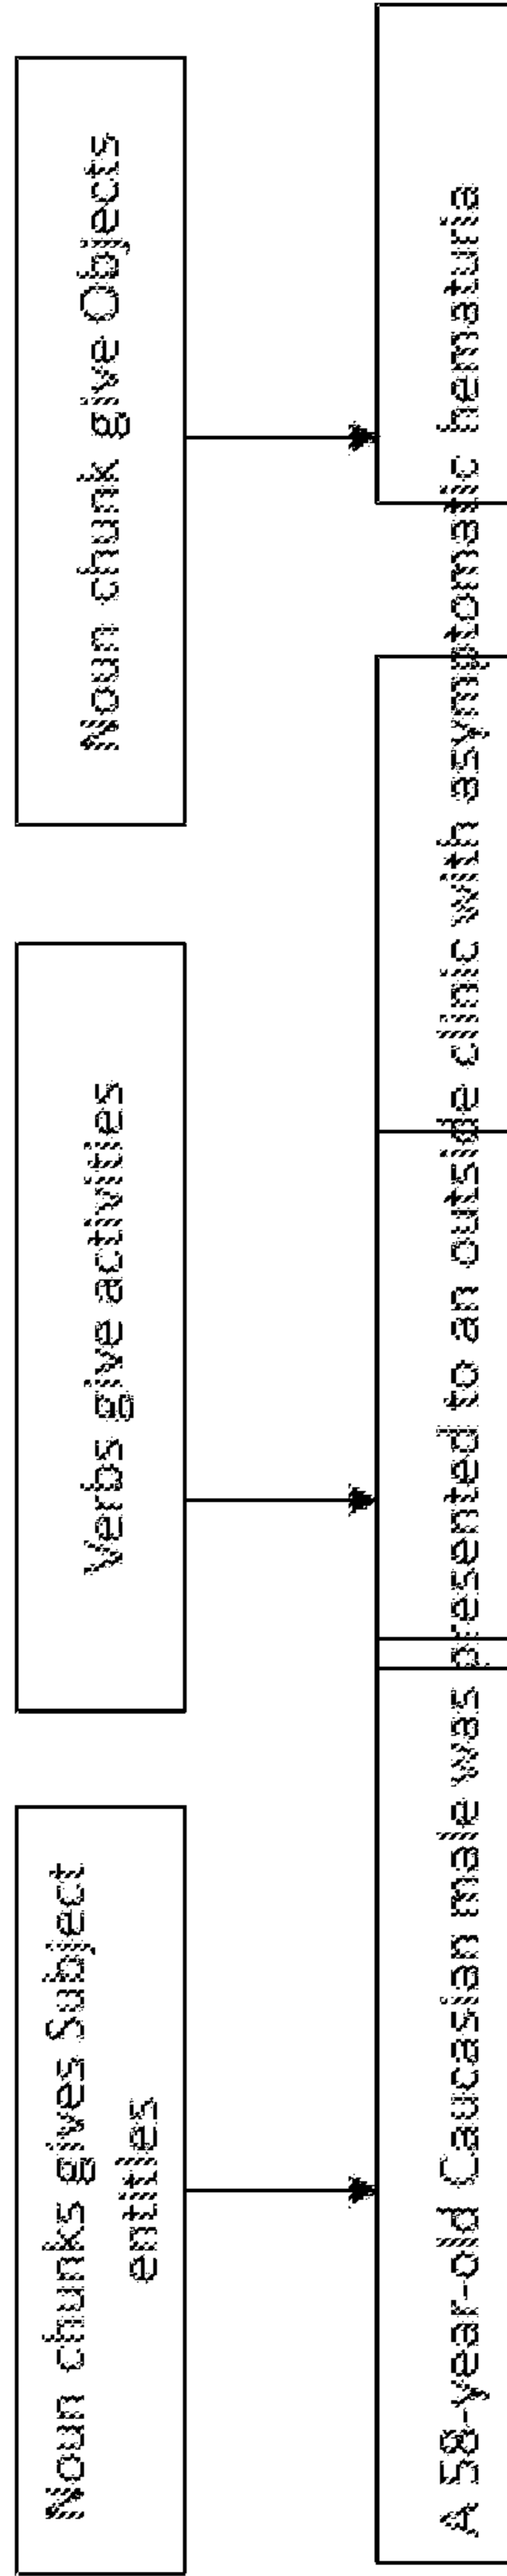 Noun chunks gives Subject
entities
Verbs give activities
Noun chunk give Objects
A 58-year-old Caucasian male was presented to an outside clinic with asymptomatic hematuria